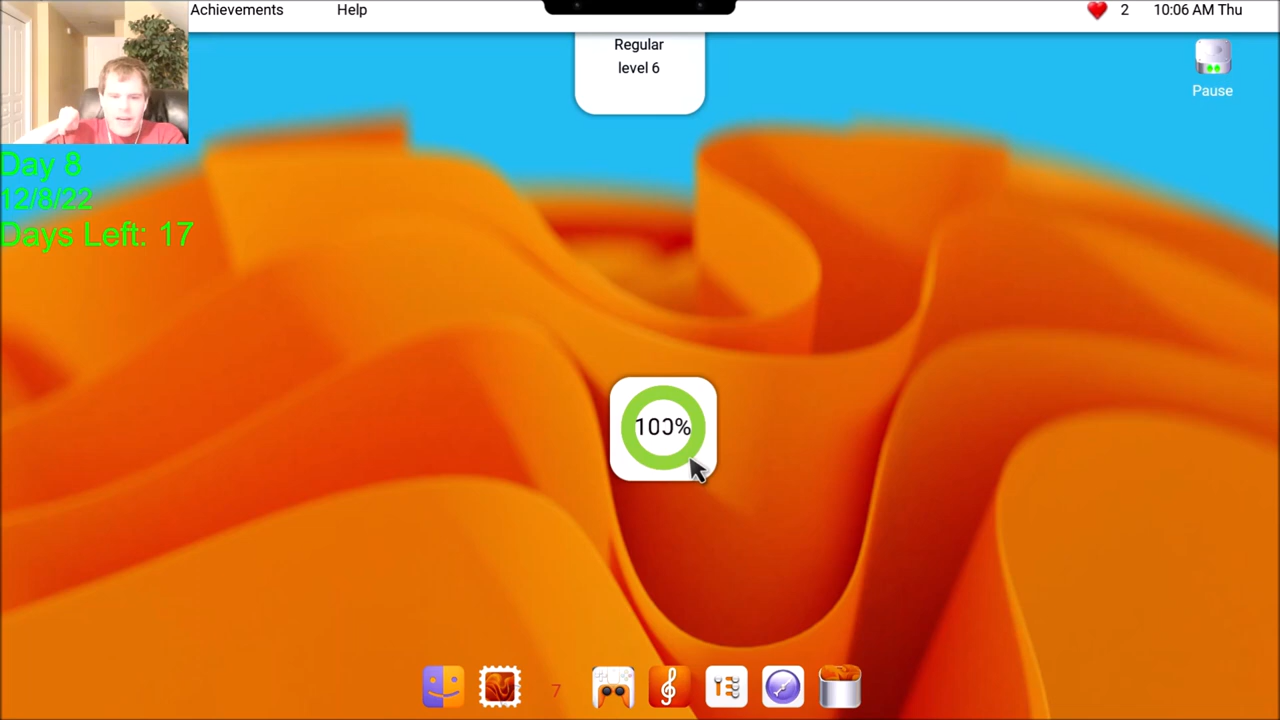 Achievements Help
2 10:06 AM Thu
Regular
level 6
Pause
Day 8
12/8/22
Days Left: 17
100%
7